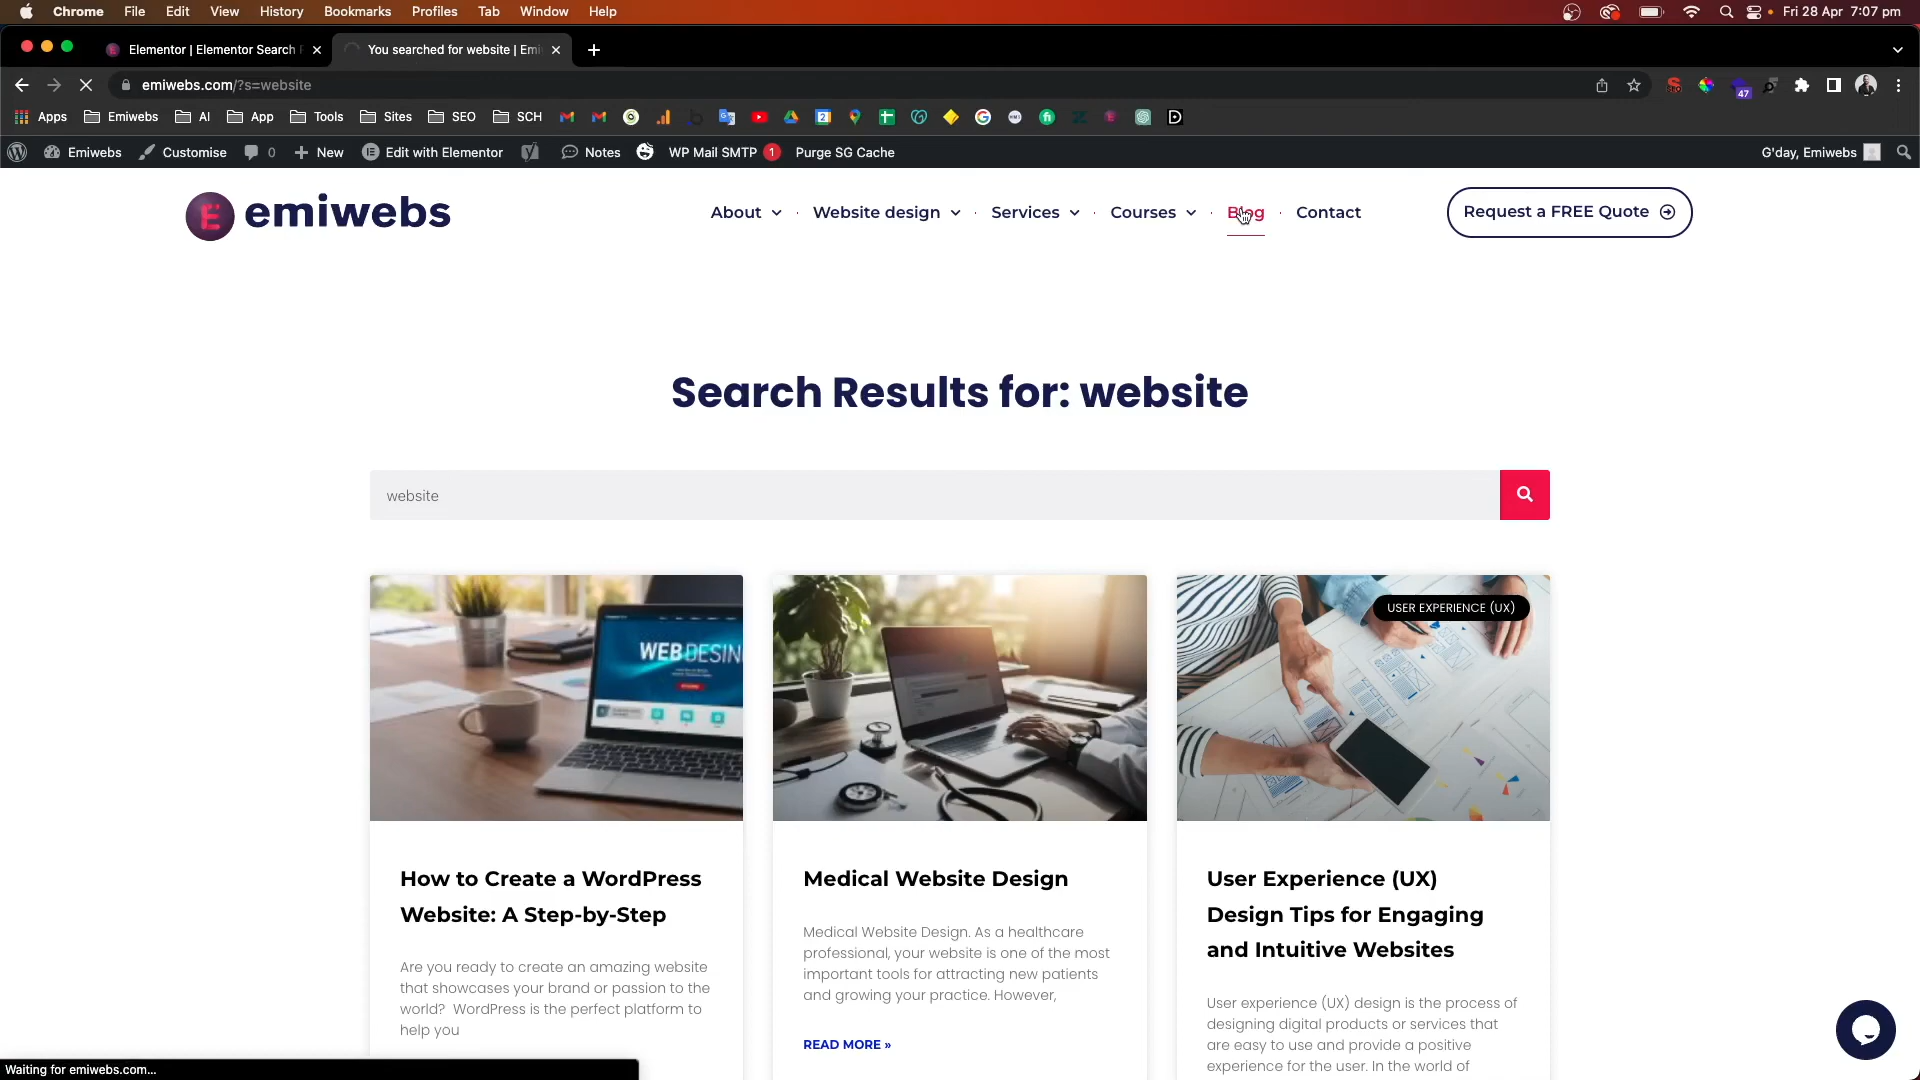 Chrome File Edit View History Bookmarks Profiles Tab Window Help Fri 28 Apr 7:07 pm
Elementor | Elementor Search You searched for website | Emi
emiwebs.com/?s=website
47
Apps Emiwebs AI App Tools Sites SEO SCH
Emiwebs Customise 0 New Edit with Elementor Notes WP Mail SMTP 1 Purge SG Cache G'day, Emiwebs
emiwebs
About Website design Services Courses Blog Contact
Request a FREE Quote
Search Results for: website
website
WEB DESING
USER EXPERIENCE (UX)
How to Create a WordPress
Website: A Step-by-Step
Are you ready to create an amazing website
that showcases your brand or passion to the
world?  WordPress is the perfect platform to
help you
Medical Website Design
Medical Website Design. As a healthcare
professional, your website is one of the most
important tools for attracting new patients
and growing your practice. However,
READ MORE »
User Experience (UX)
Design Tips for Engaging
and Intuitive Websites
User experience (UX) design is the process of
designing digital products or services that
are easy to use and provide a positive
experience for the user. In the world of
Waiting for emiwebs.com...